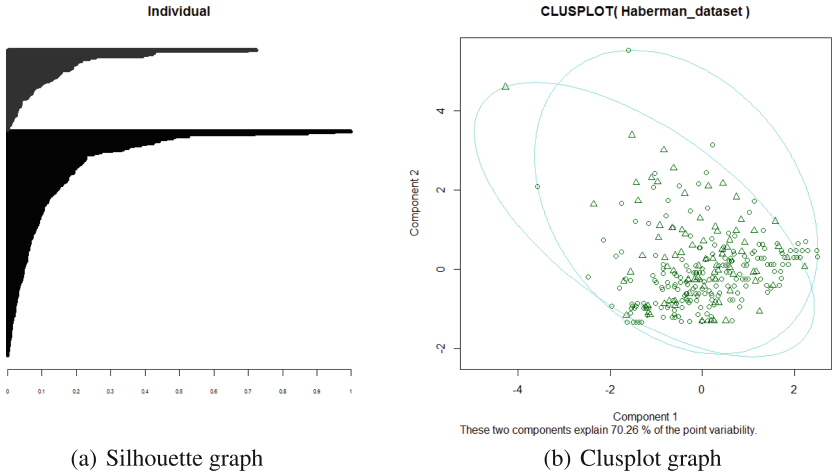 Individual
0 0.1 0.2 0.3 0.4 0.5 0.6 0.7 0.8 0.9 1
(a) Silhouette graph
CLUSPLOT( Haberman_dataset )
Component 2
4
2
0
-2
-4 -2 0 2
Component 1
These two components explain 70.26 % of the point variability.
(b) Clusplot graph